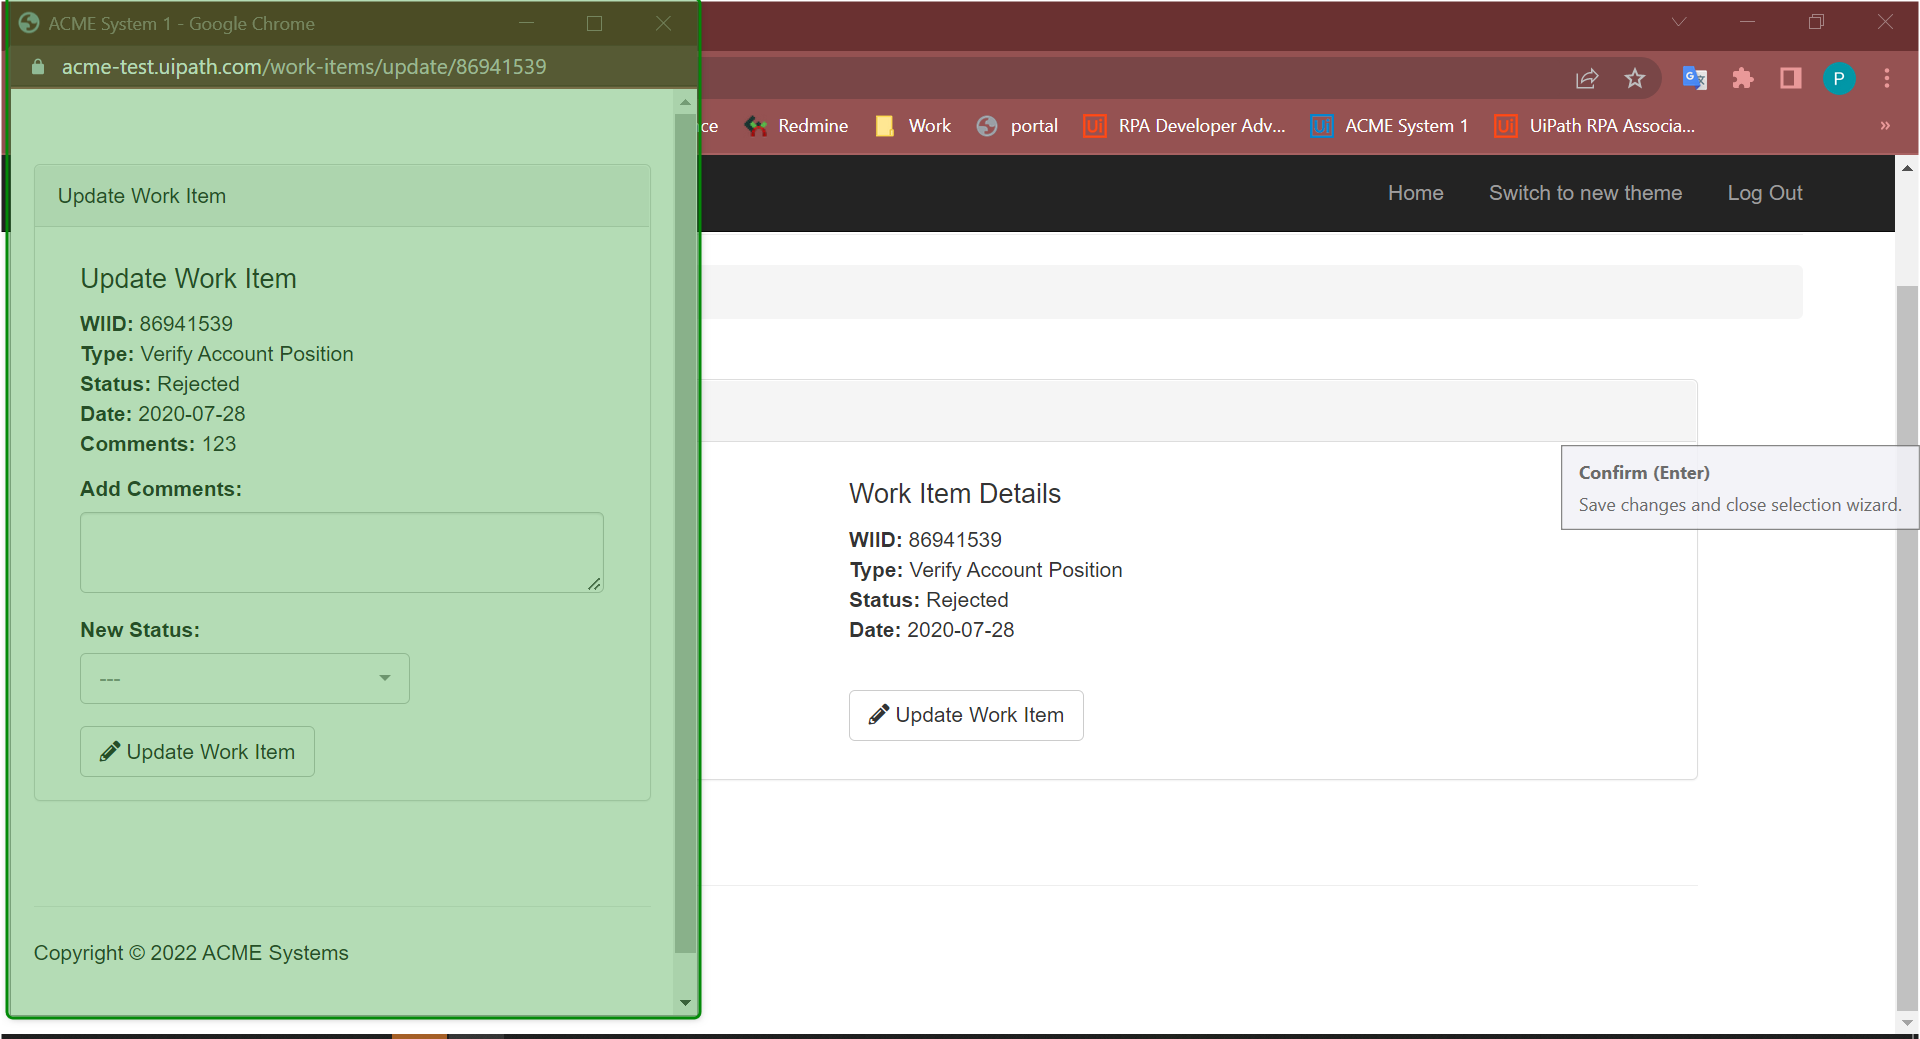 ACME System 1 - Google Chrome
acme-test.uipath.com/work-items/update/86941539
Update Work Item
Update Work Item
WIID: 86941539
Type: Verify Account Position
Status: Rejected
Date: 2020-07-28
Comments: 123
Add Comments:
New Status:
---
Update Work Item
Copyright © 2022 ACME Systems
P
Redmine
Work
portal
Ui RPA Developer Adv...
Ui ACME System 1
Ui UiPath RPA Associa...
»
Home
Switch to new theme
Log Out
Work Item Details
WIID: 86941539
Type: Verify Account Position
Status: Rejected
Date: 2020-07-28
Update Work Item
Confirm (Enter)
Save changes and close selection wizard.